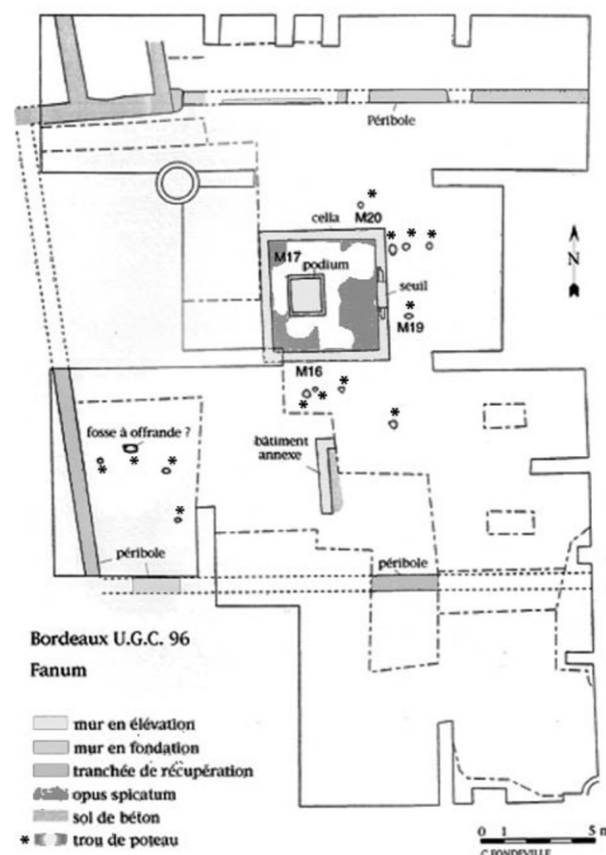 Péribole
M20
cella
M17
podium
seuil
M19
N
M16
fosse à offrande ?
bâtiment
annexe
péribole
péribole
Bordeaux U.G.C. 96
Fanum
mur en élévation
mur en fondation
tranchée de récupération
opus spicatum
sol de béton
* trou de poteau
0 1 5 m
C.FONDEVILLE